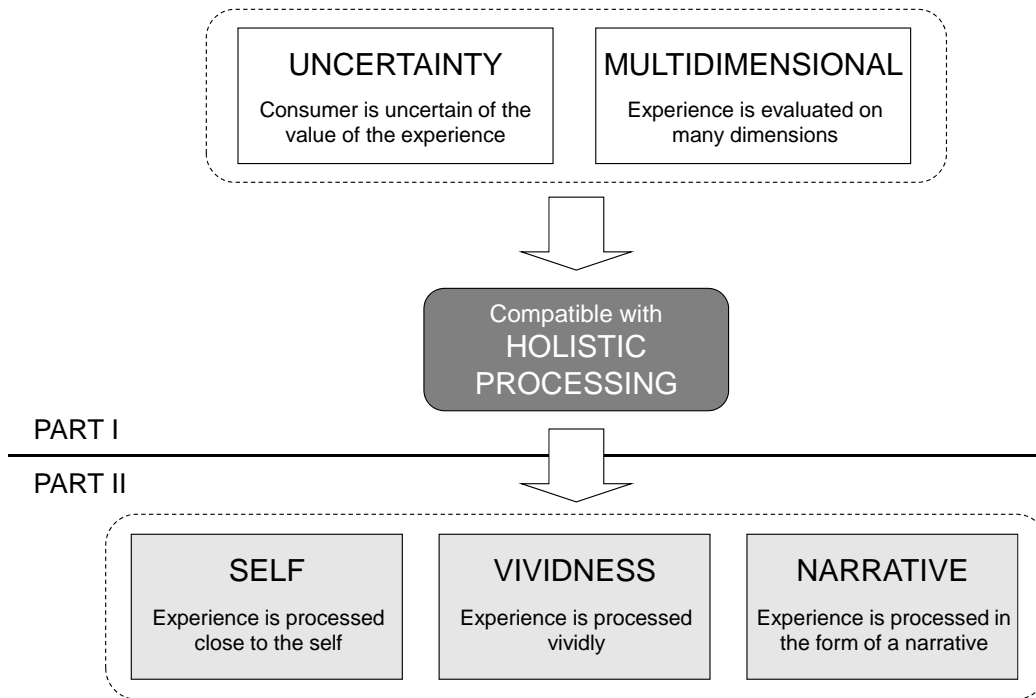 UNCERTAINTY
Consumer is uncertain of the
value of the experience
MULTIDIMENSIONAL
Experience is evaluated on
many dimensions
Compatible with
HOLISTIC
PROCESSING
PART I
PART II
SELF
Experience is processed
close to the self
VIVIDNESS
Experience is processed
vividly
NARRATIVE
Experience is processed in
the form of a narrative